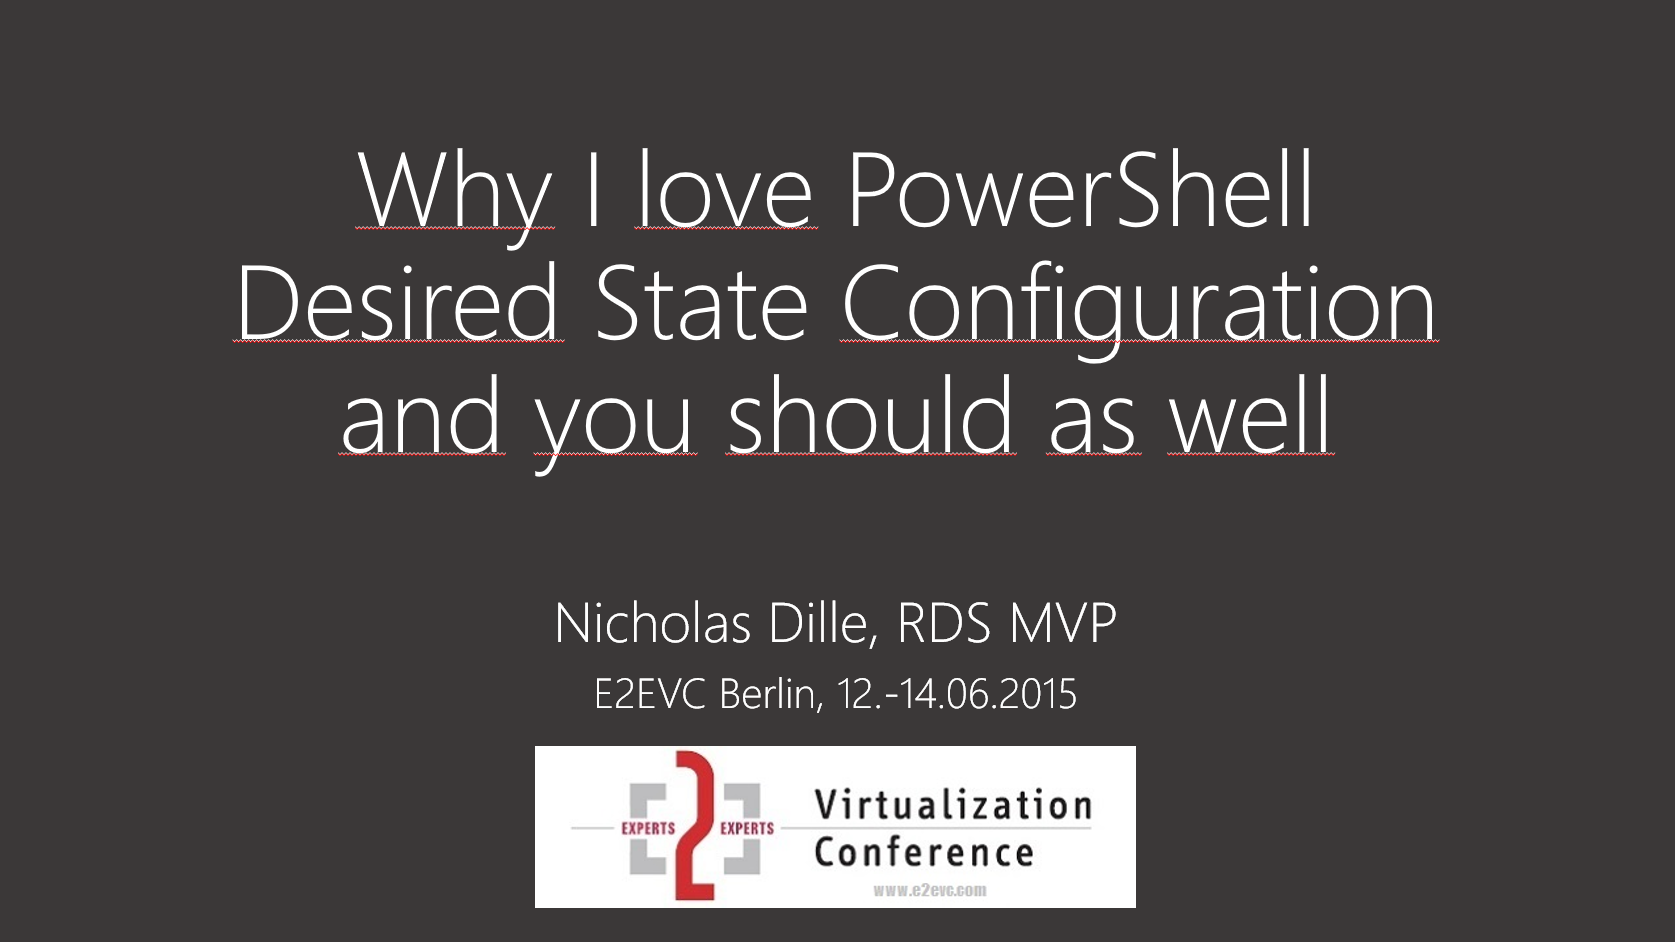 Why I love PowerShell
Desired State Configuration
and you should as well
Nicholas Dille, RDS MVP
E2EVC Berlin, 12.-14.06.2015
EXPERTS 2 EXPERTS
Virtualization
Conference
www.e2evc.com